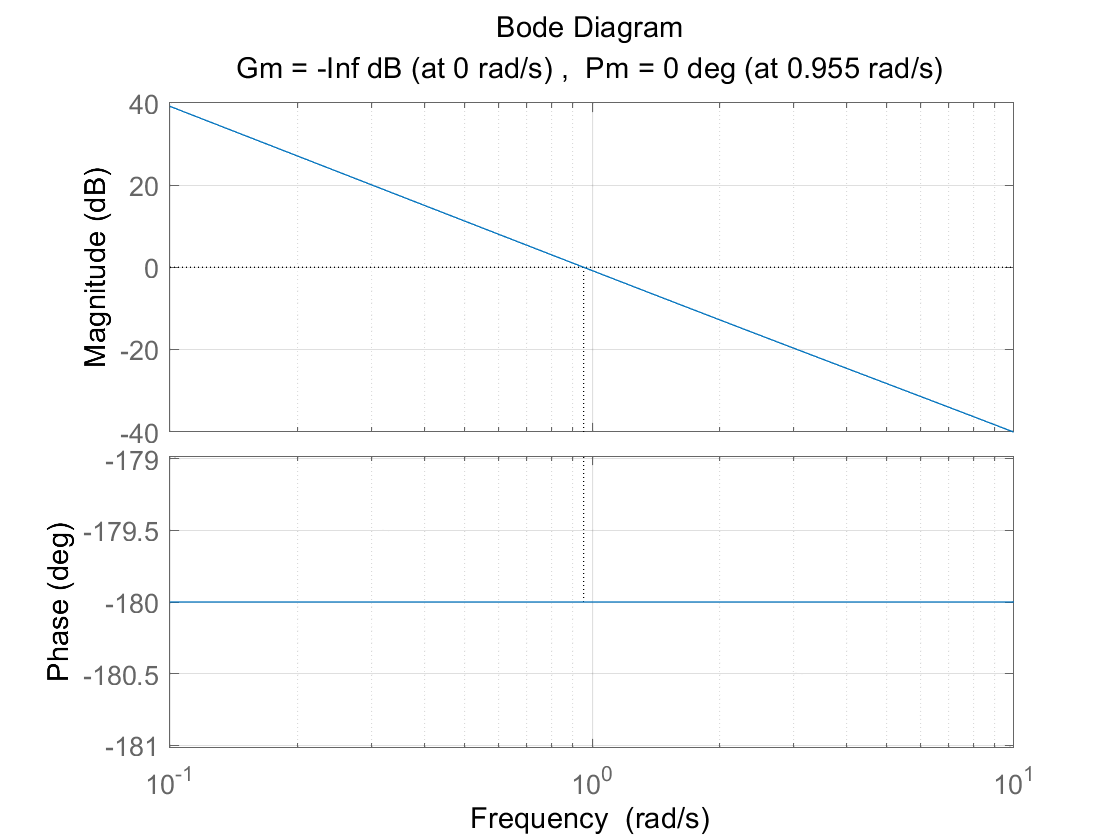 Bode Diagram
Gm = -Inf dB (at 0 rad/s) ,  Pm = 0 deg (at 0.955 rad/s)
Magnitude (dB)
40
20
0
-20
-40
Phase (deg)
-179
-179.5
-180
-180.5
-181
10^-1
10^0
10^1
Frequency  (rad/s)